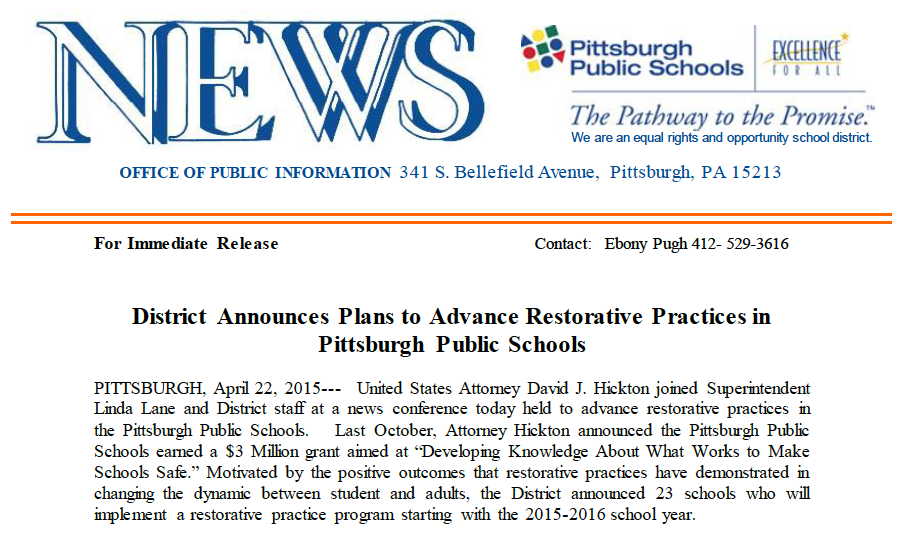 NEWS
Pittsburgh
Public Schools
EXCELLENCE
FOR ALL
The Pathway to the Promise.™
We are an equal rights and opportunity school district.
OFFICE OF PUBLIC INFORMATION 341 S. Bellefield Avenue, Pittsburgh, PA 15213
For Immediate Release Contact: Ebony Pugh 412- 529-3616
District Announces Plans to Advance Restorative Practices in
Pittsburgh Public Schools
PITTSBURGH, April 22, 2015--- United States Attorney David J. Hickton joined Superintendent
Linda Lane and District staff at a news conference today held to advance restorative practices in
the Pittsburgh Public Schools. Last October, Attorney Hickton announced the Pittsburgh Public
Schools earned a $3 Million grant aimed at “Developing Knowledge About What Works to Make
Schools Safe.” Motivated by the positive outcomes that restorative practices have demonstrated in
changing the dynamic between student and adults, the District announced 23 schools who will
implement a restorative practice program starting with the 2015-2016 school year.